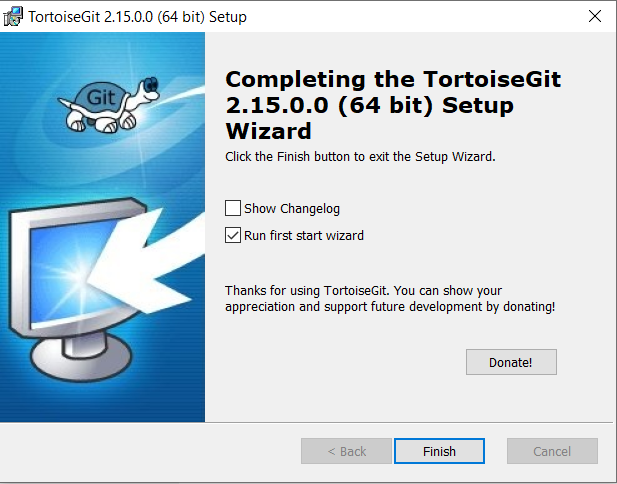 TortoiseGit 2.15.0.0 (64 bit) Setup
Git
Completing the TortoiseGit
2.15.0.0 (64 bit) Setup
Wizard
Click the Finish button to exit the Setup Wizard.
Show Changelog
Run first start wizard
Thanks for using TortoiseGit. You can show your
appreciation and support future development by donating!
Donate!
< Back
Finish
Cancel